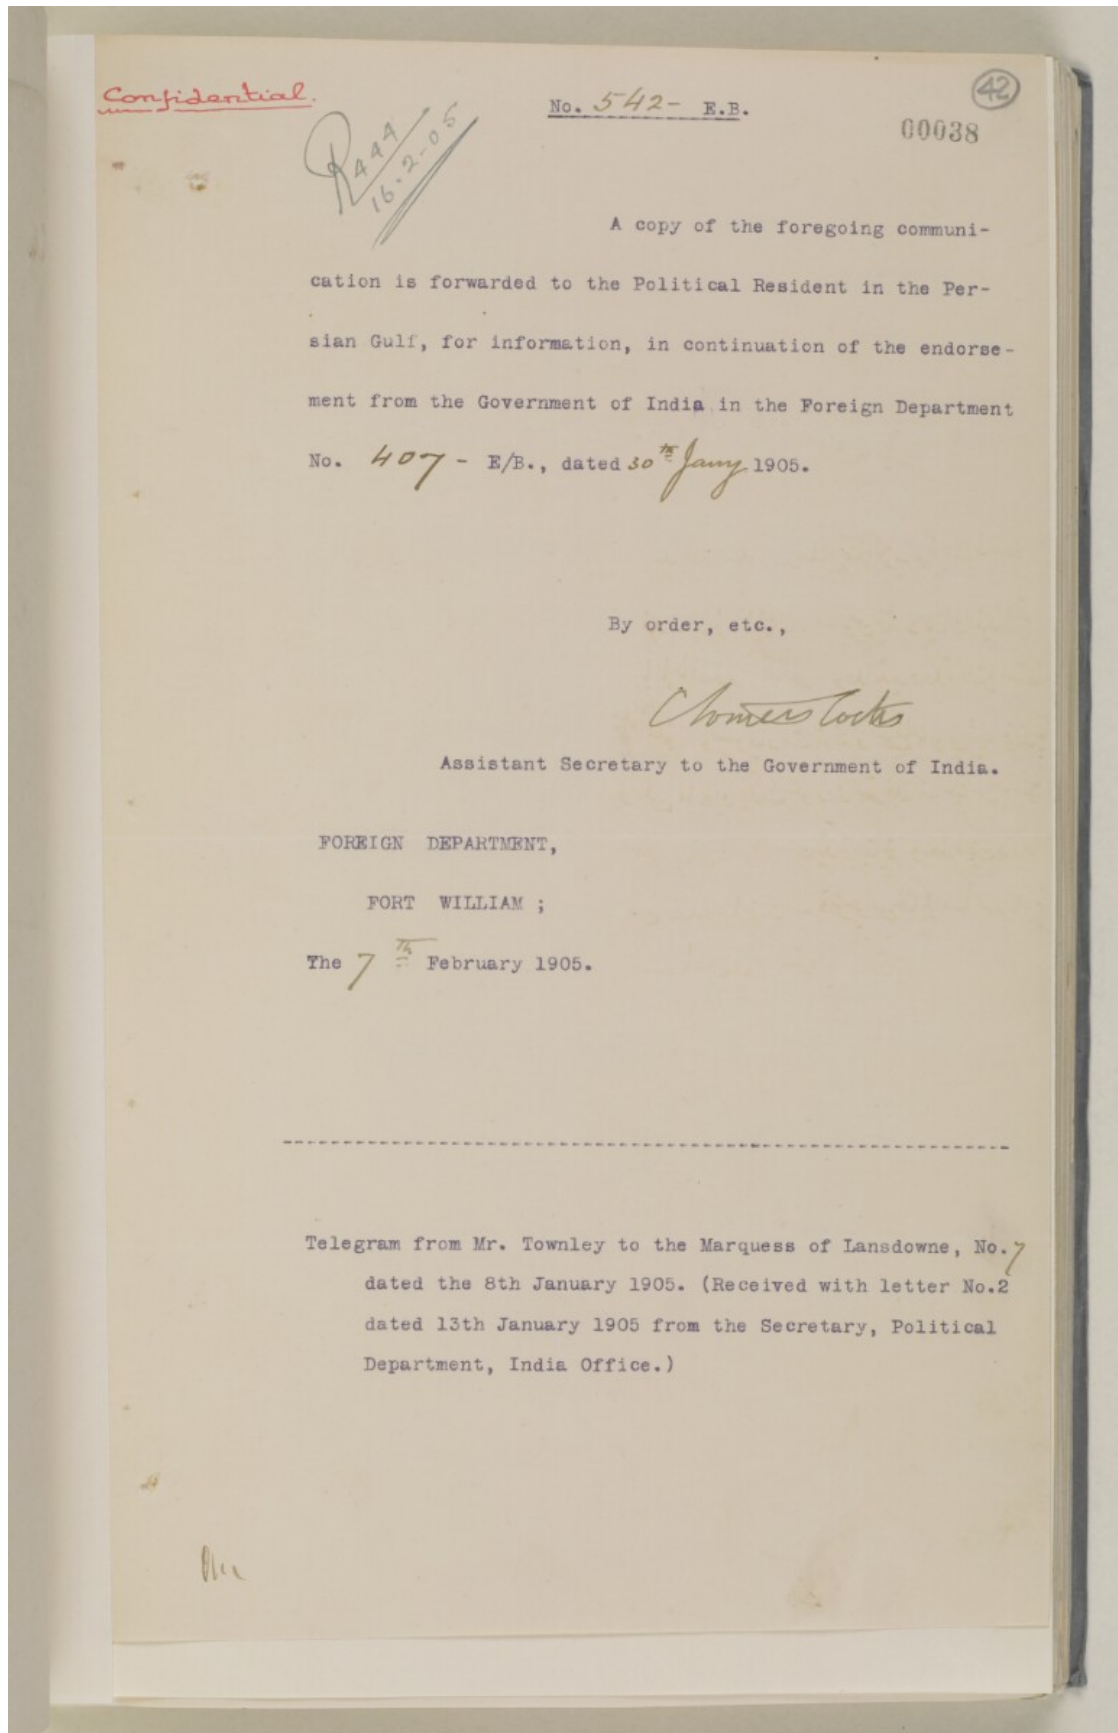 Confidential.
No. 542- E.B.
42
00038
R 444
16.2-05
A copy of the foregoing communi-
cation is forwarded to the Political Resident in the Per-
sian Gulf, for information, in continuation of the endorse-
ment from the Government of India in the Foreign Department
No. 407 - E/B., dated 30th Jany 1905.
By order, etc.,
Assistant Secretary to the Government of India.
FOREIGN DEPARTMENT,
FORT WILLIAM ;
The 7th February 1905.
Telegram from Mr. Townley to the Marquess of Lansdowne, No.7
dated the 8th January 1905. (Received with letter No.2
dated 13th January 1905 from the Secretary, Political
Department, India Office.)